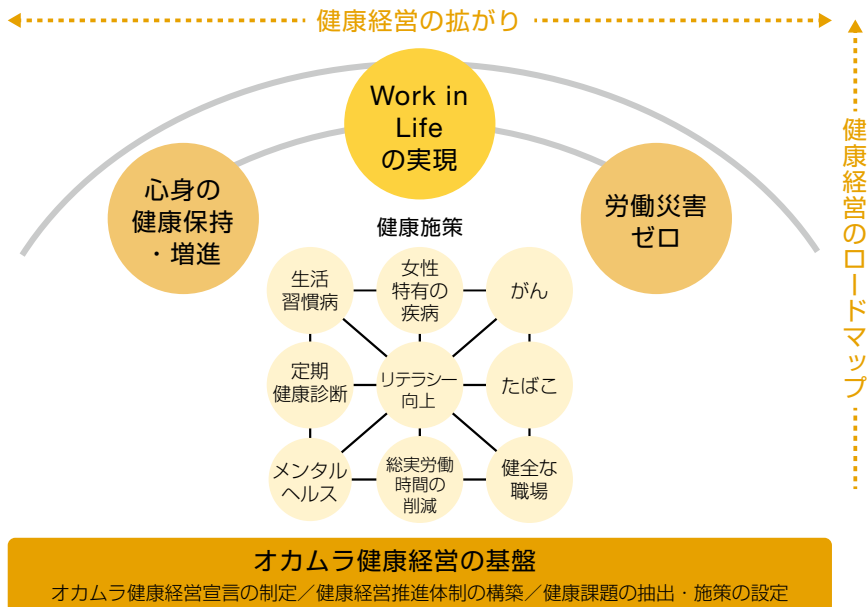 健康経営の拡がり
健康経営のロードマップ
Work in
Life
の実現
心身の
健康保持
・増進
労働災害
ゼロ
健康施策
生活
習慣病
女性
特有の
疾病
がん
定期
健康診断
リテラシー
向上
たばこ
メンタル
ヘルス
総実労働
時間の
削減
健全な
職場
オカムラ健康経営の基盤
オカムラ健康経営宣言の制定／健康経営推進体制の構築／健康課題の抽出・施策の設定